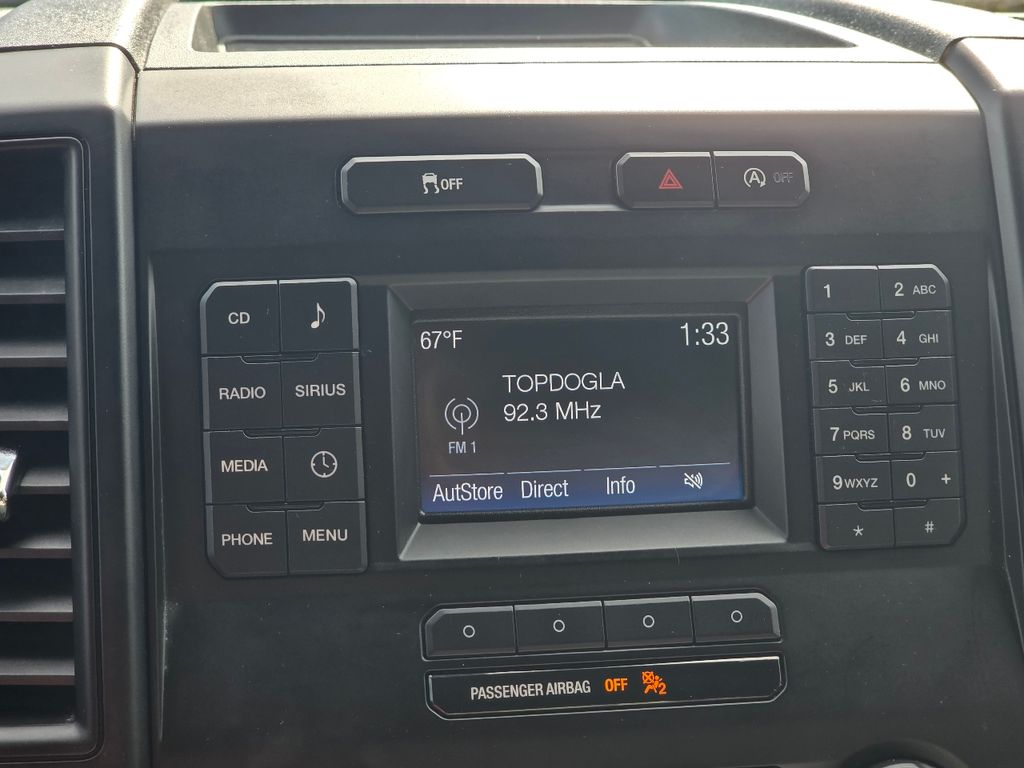 OFF
A OFF
CD
RADIO SIRIUS
MEDIA
PHONE MENU
67°F 1:33
TOPDOGLA
92.3 MHz
FM 1
AutStore Direct Info
1 2 ABC
3 DEF 4 GHI
5 JKL 6 MNO
7 PQRS 8 TUV
9 WXYZ 0 +
* #
PASSENGER AIRBAG OFF 2